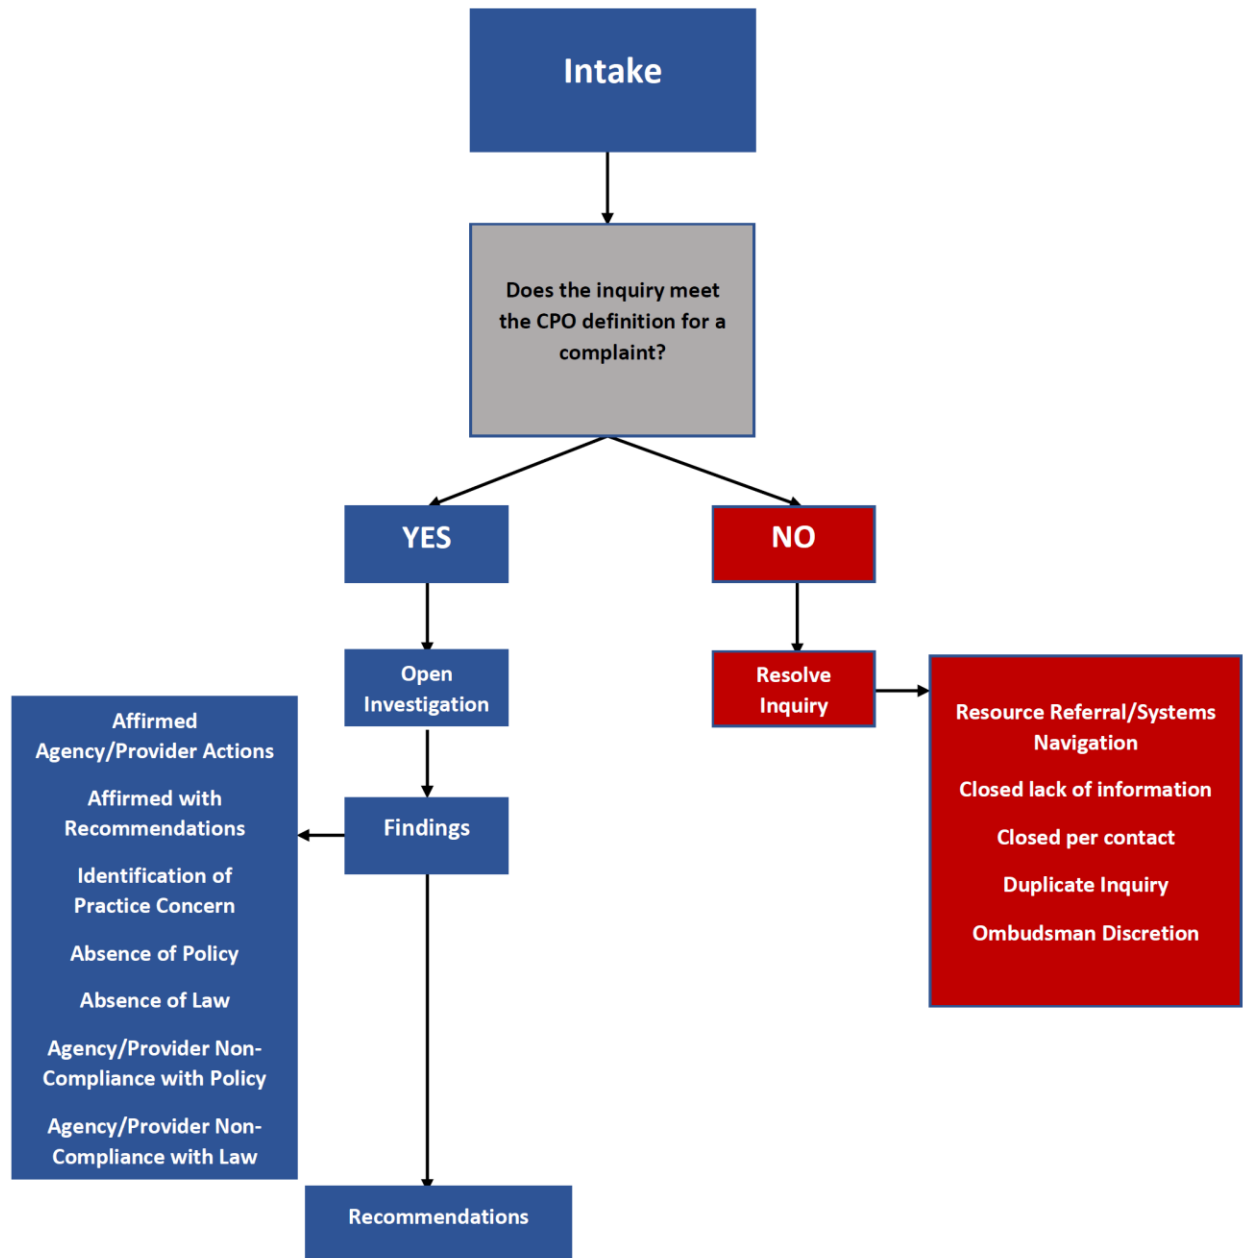 Intake
Does the inquiry meet
the CPO definition for a
complaint?
YES
NO
Open
Investigation
Resolve
Inquiry
Findings
Affirmed
Agency/Provider Actions
Affirmed with
Recommendations
Identification of
Practice Concern
Absence of Policy
Absence of Law
Agency/Provider Non-
Compliance with Policy
Agency/Provider Non-
Compliance with Law
Resource Referral/Systems
Navigation
Closed lack of information
Closed per contact
Duplicate Inquiry
Ombudsman Discretion
Recommendations